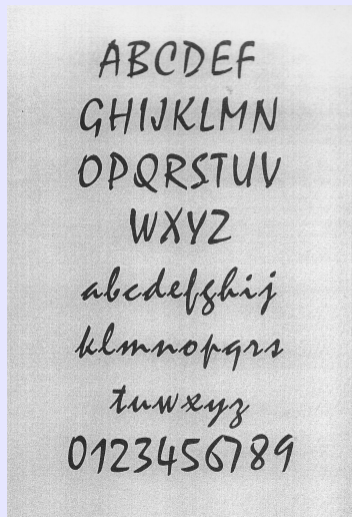 ABCDEF
GHIJKLMN
OPQRSTUV
WXYZ
abcdefghij
klmnopqrs
tuwxyz
0123456789